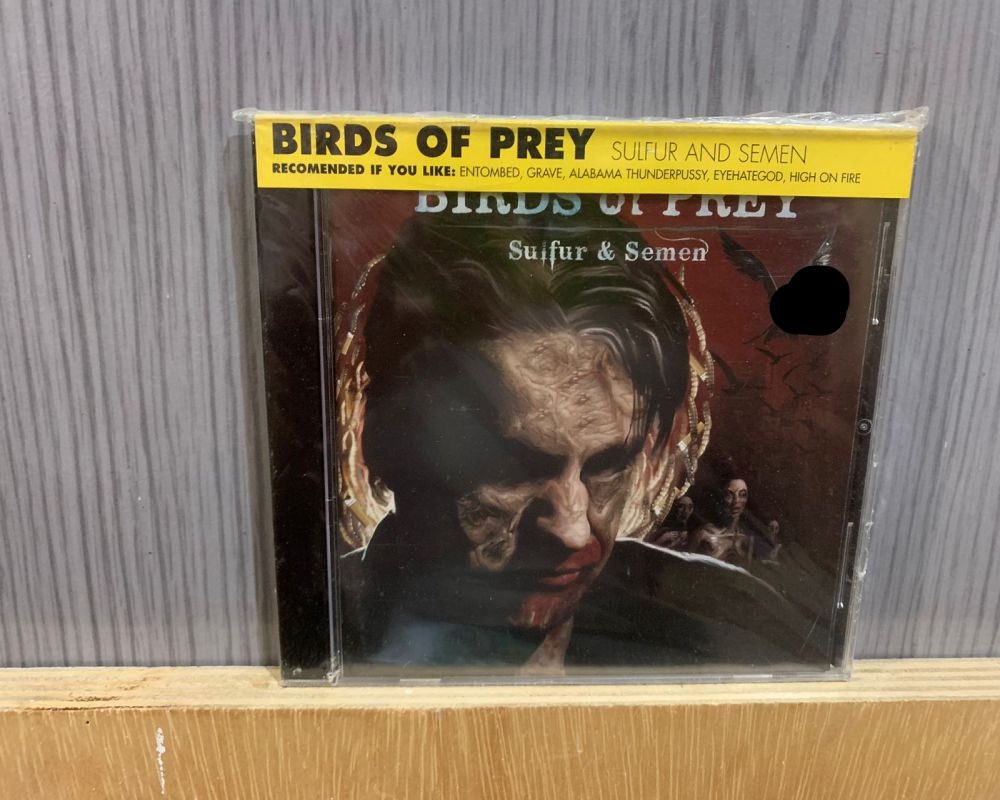 BIRDS OF PREY SULFUR AND SEMEN
RECOMENDED IF YOU LIKE: ENTOMBED, GRAVE, ALABAMA THUNDERPUSSY, EYEHATEGOD, HIGH ON FIRE
BIRDS of PREY
Sulfur & Semen